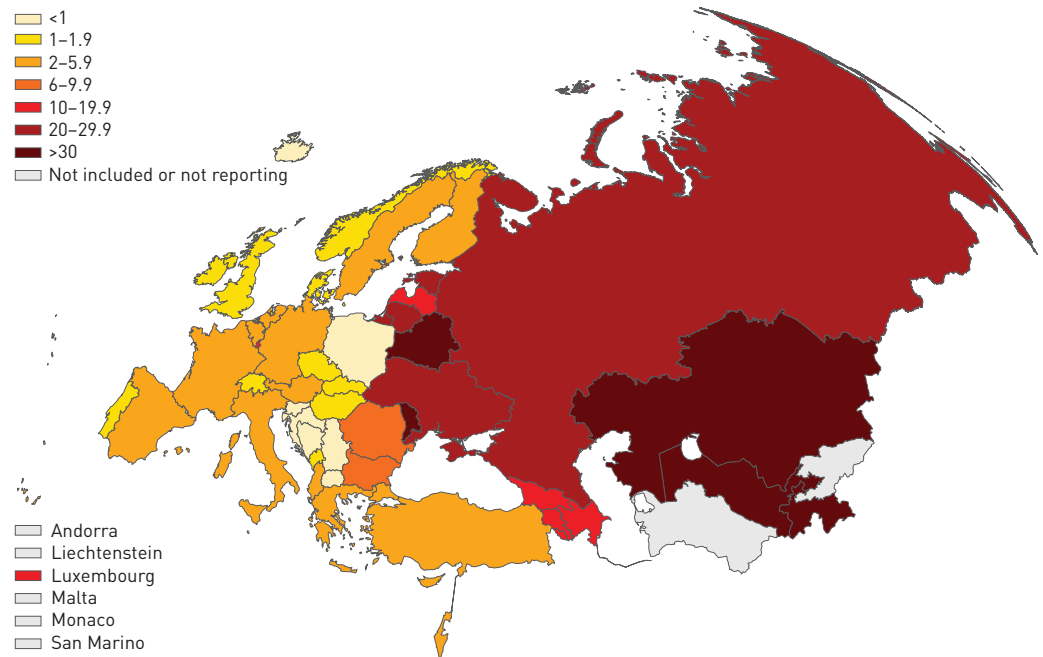 <1
1–1.9
2–5.9
6–9.9
10–19.9
20–29.9
>30
Not included or not reporting
Andorra
Liechtenstein
Luxembourg
Malta
Monaco
San Marino